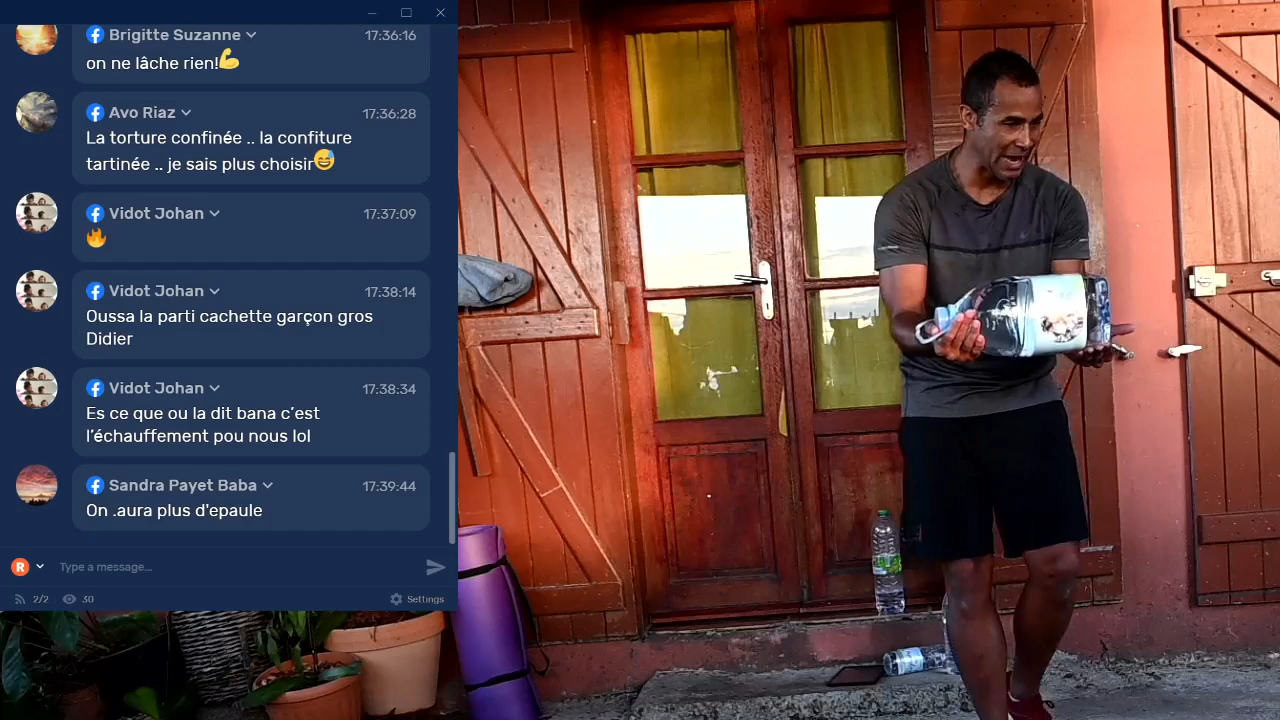 Brigitte Suzanne 17:36:16
on ne lâche rien!💪
Avo Riaz 17:36:28
La torture confinée .. la confiture
tartinée .. je sais plus choisir😅
Vidot Johan 17:37:09
🔥
Vidot Johan 17:38:14
Oussa la parti cachette garçon gros
Didier
Vidot Johan 17:38:34
Es ce que ou la dit bana c'est
l'échauffement pou nous lol
Sandra Payet Baba 17:39:44
On .aura plus d'epaule
R Type a message...
2/2 30 Settings